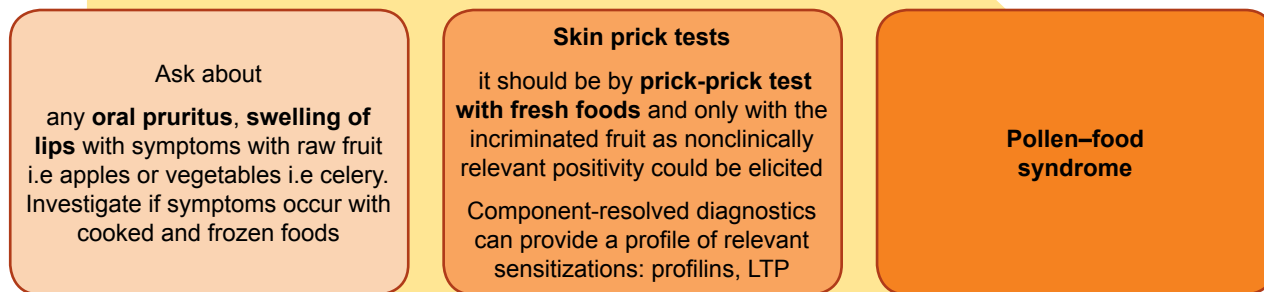 Ask about
any oral pruritus, swelling of
lips with symptoms with raw fruit
i.e apples or vegetables i.e celery.
Investigate if symptoms occur with
cooked and frozen foods
Skin prick tests
it should be by prick-prick test
with fresh foods and only with the
incriminated fruit as nonclinically
relevant positivity could be elicited
Component-resolved diagnostics
can provide a profile of relevant
sensitizations: profilins, LTP
Pollen–food
syndrome